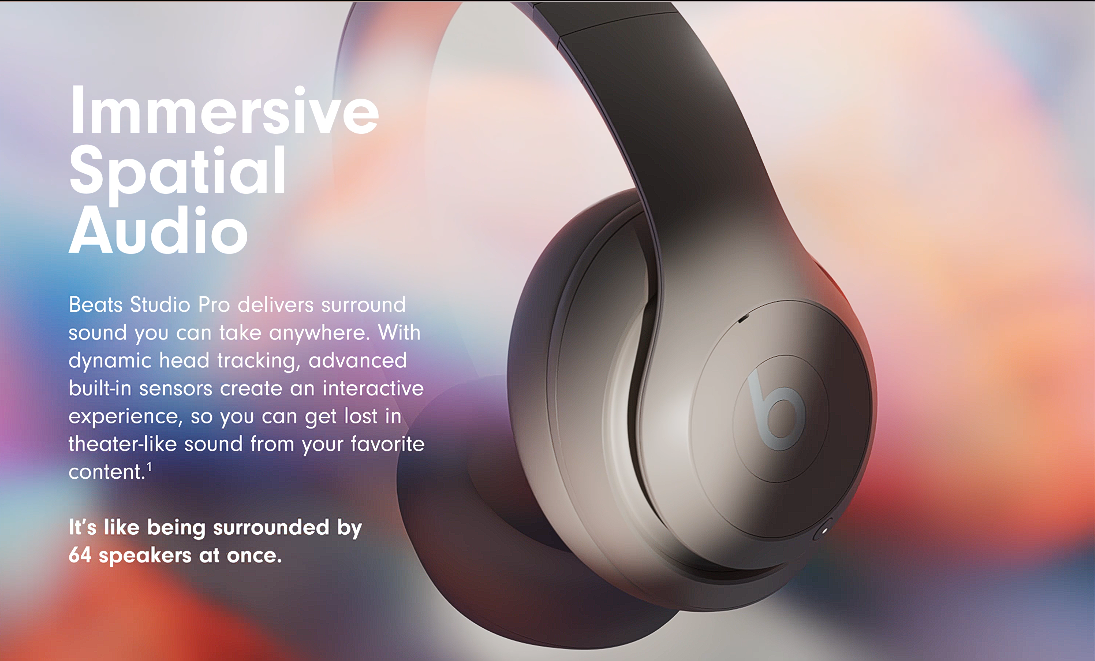 Immersive
Spatial
Audio
Beats Studio Pro delivers surround
sound you can take anywhere. With
dynamic head tracking, advanced
built-in sensors create an interactive
experience, so you can get lost in
theater-like sound from your favorite
content.¹
It’s like being surrounded by
64 speakers at once.
b